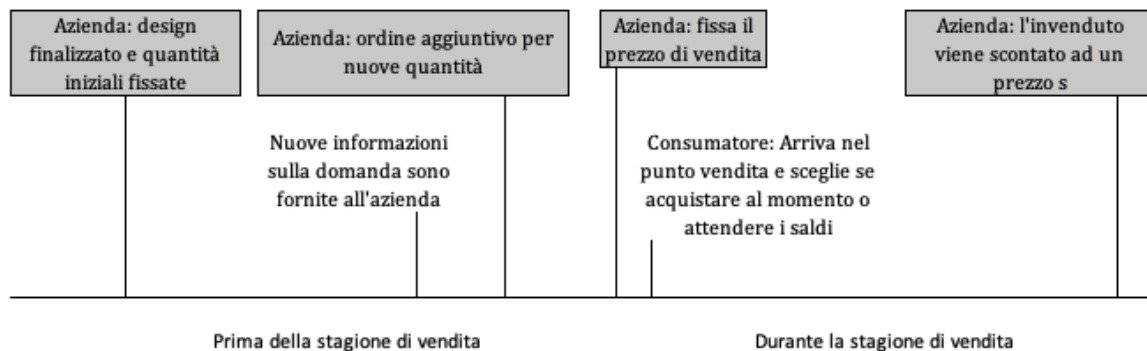 Azienda: design
finalizzato e quantità
iniziali fissate
Azienda: ordine aggiuntivo per
nuove quantità
Azienda: fissa il
prezzo di vendita
Azienda: l'invenduto
viene scontato ad un
prezzo s
Nuove informazioni
sulla domanda sono
fornite all'azienda
Consumatore: Arriva nel
punto vendita e sceglie se
acquistare al momento o
attendere i saldi
Prima della stagione di vendita
Durante la stagione di vendita